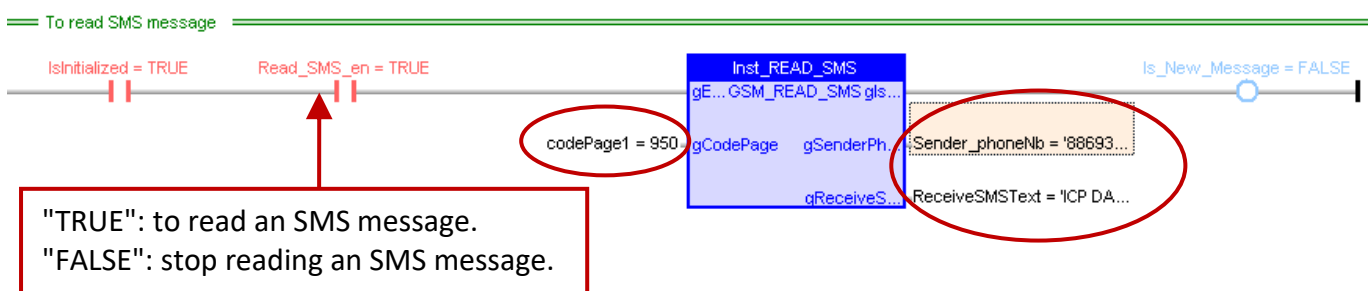 To read SMS message
IsInitialized = TRUE
Read_SMS_en = TRUE
Inst_READ_SMS
Is_New_Message = FALSE
gE... GSM_READ_SMS gIs...
codePage1 = 950
gCodePage
gSenderPh...
Sender_phoneNb = '88693...
gReceiveS...
ReceiveSMSText = 'ICP DA...
"TRUE": to read an SMS message.
"FALSE": stop reading an SMS message.